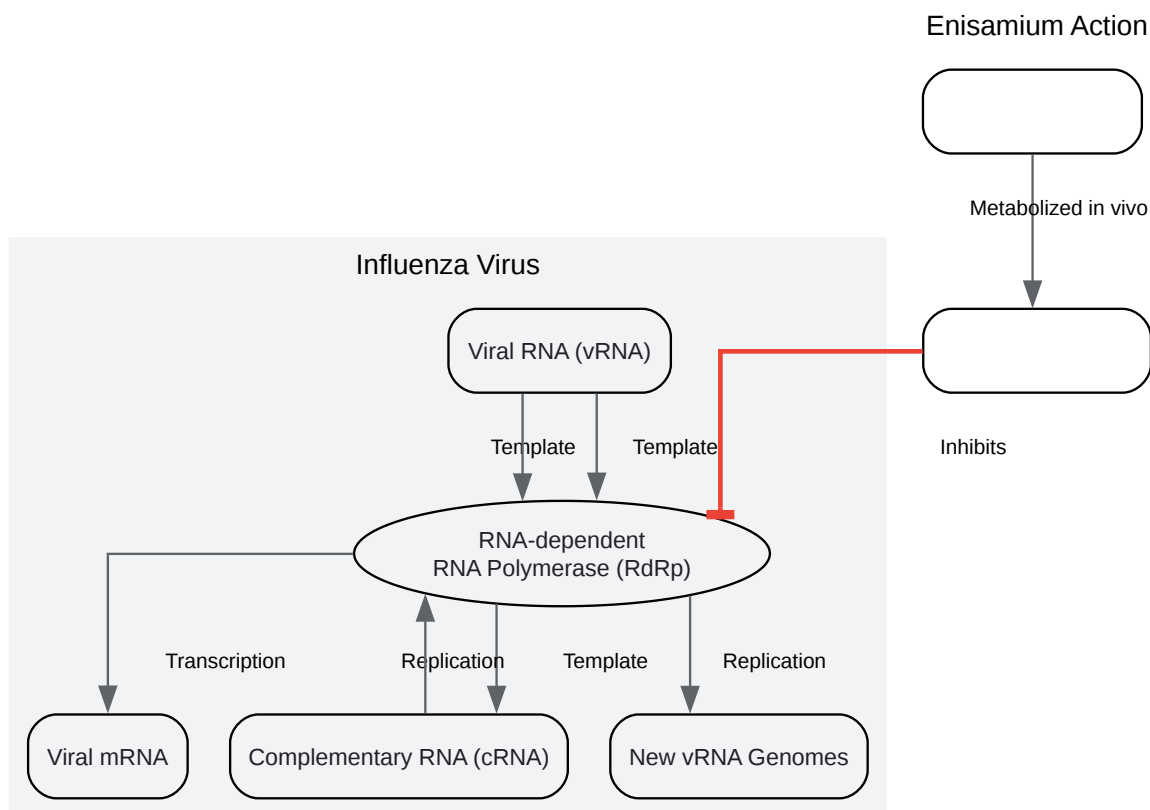 Enisamium Action
Metabolized in vivo
Influenza Virus
Viral RNA (vRNA)
Template
Template
Inhibits
RNA-dependent
RNA Polymerase (RdRp)
Transcription
Replication
Template
Replication
Viral mRNA
Complementary RNA (cRNA)
New vRNA Genomes